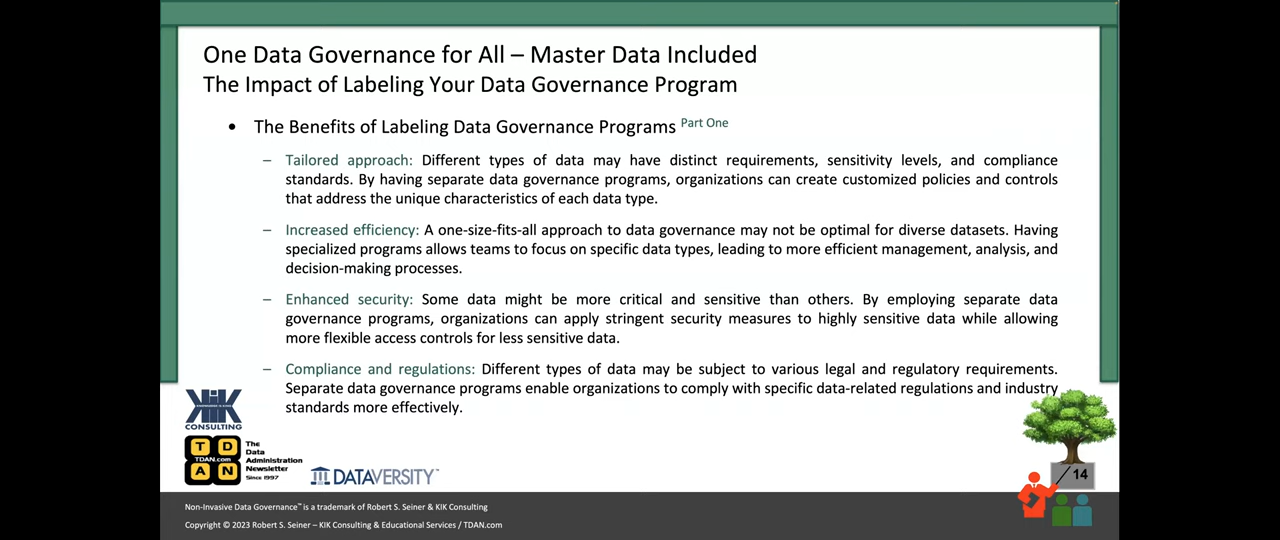 One Data Governance for All – Master Data Included
The Impact of Labeling Your Data Governance Program
• The Benefits of Labeling Data Governance Programs Part One
– Tailored approach: Different types of data may have distinct requirements, sensitivity levels, and compliance
standards. By having separate data governance programs, organizations can create customized policies and controls
that address the unique characteristics of each data type.
– Increased efficiency: A one-size-fits-all approach to data governance may not be optimal for diverse datasets. Having
specialized programs allows teams to focus on specific data types, leading to more efficient management, analysis, and
decision-making processes.
– Enhanced security: Some data might be more critical and sensitive than others. By employing separate data
governance programs, organizations can apply stringent security measures to highly sensitive data while allowing
more flexible access controls for less sensitive data.
– Compliance and regulations: Different types of data may be subject to various legal and regulatory requirements.
Separate data governance programs enable organizations to comply with specific data-related regulations and industry
standards more effectively.
KIK
CONSULTING
T D
TDAN.com
A N
The
Data
Administration
Newsletter
Since 1997
DATAVERSITY™
14
Non-Invasive Data Governance™ is a trademark of Robert S. Seiner & KIK Consulting
Copyright © 2023 Robert S. Seiner – KIK Consulting & Educational Services / TDAN.com